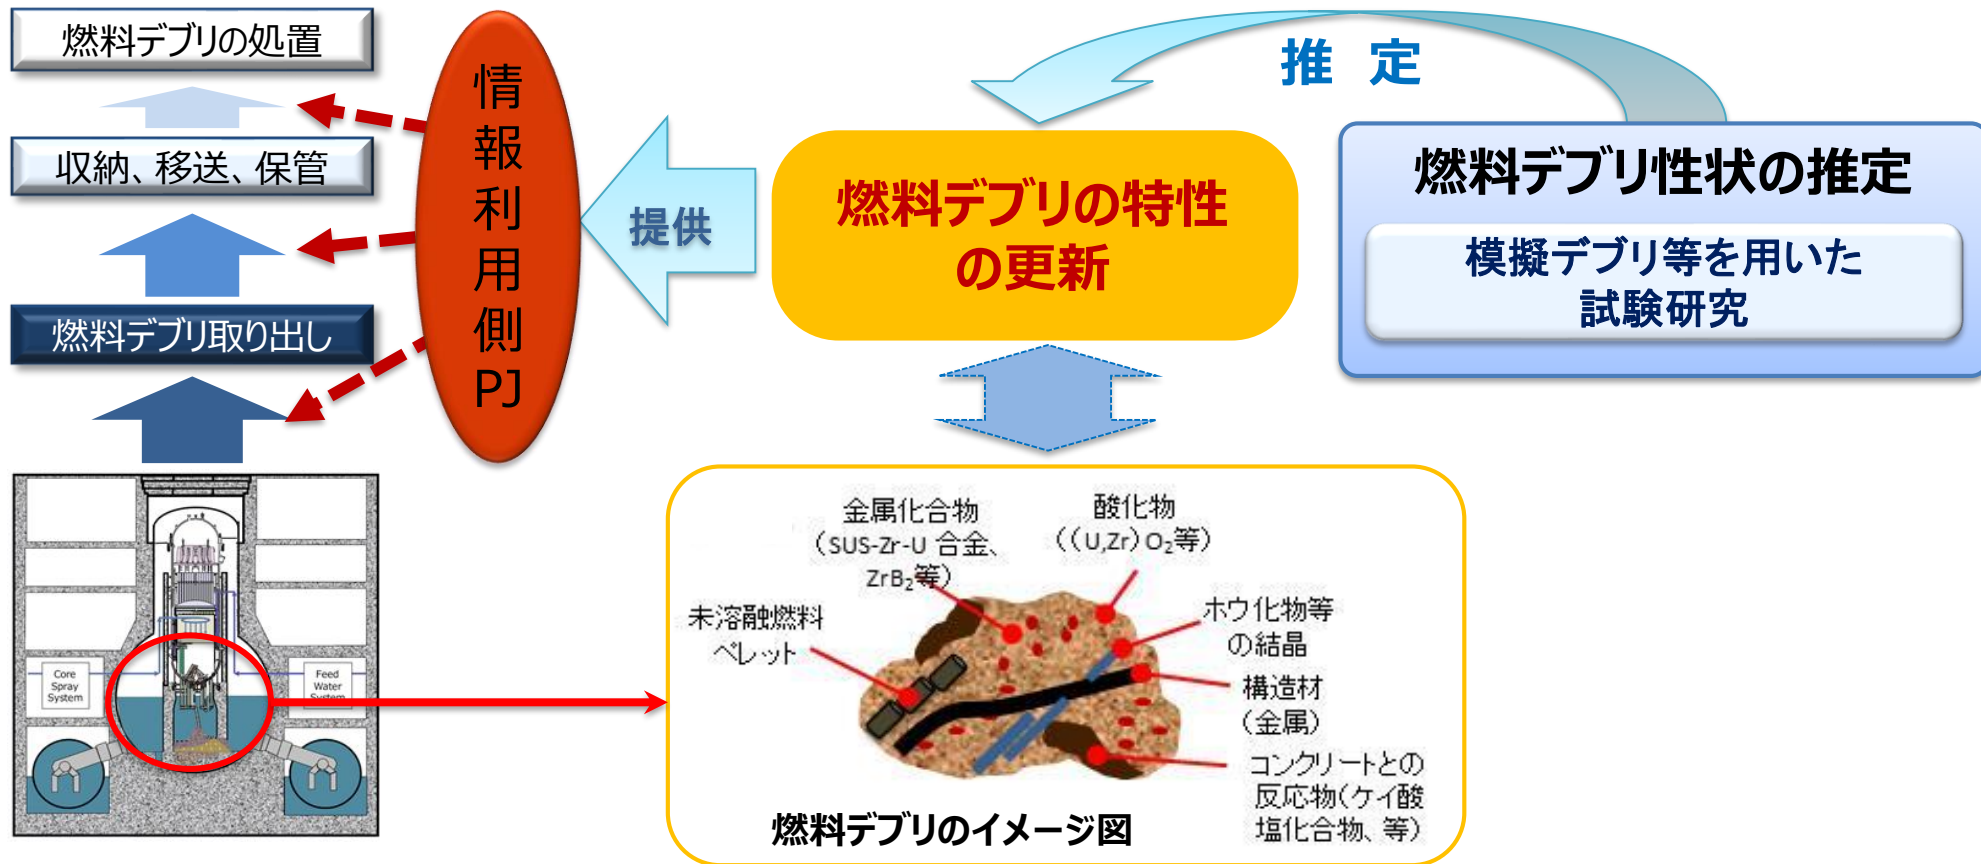 燃料デブリの処置
収納、移送、保管
燃料デブリ取り出し
情報利用側PJ
提供
燃料デブリの特性
の更新
推 定
燃料デブリ性状の推定
模擬デブリ等を用いた
試験研究
Core
Spray
System
Feed
Water
System
金属化合物
(SUS-Zr-U 合金、
ZrB₂等)
酸化物
((U,Zr)O₂等)
未溶融燃料
ペレット
ホウ化物等
の結晶
構造材
(金属)
コンクリートとの
反応物(ケイ酸
塩化合物、等)
燃料デブリのイメージ図